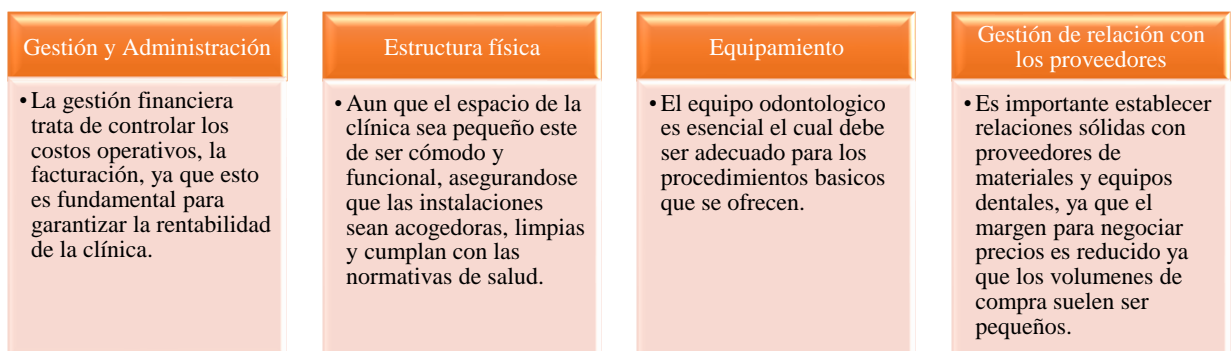 Gestión y Administración
• La gestión financiera
trata de controlar los
costos operativos, la
facturación, ya que esto
es fundamental para
garantizar la rentabilidad
de la clínica.
Estructura física
• Aun que el espacio de la
clínica sea pequeño este
de ser cómodo y
funcional, asegurandose
que las instalaciones
sean acogedoras, limpias
y cumplan con las
normativas de salud.
Equipamiento
• El equipo odontologico
es esencial el cual debe
ser adecuado para los
procedimientos basicos
que se ofrecen.
Gestión de relación con
los proveedores
• Es importante establecer
relaciones sólidas con
proveedores de
materiales y equipos
dentales, ya que el
margen para negociar
precios es reducido ya
que los volumenes de
compra suelen ser
pequeños.